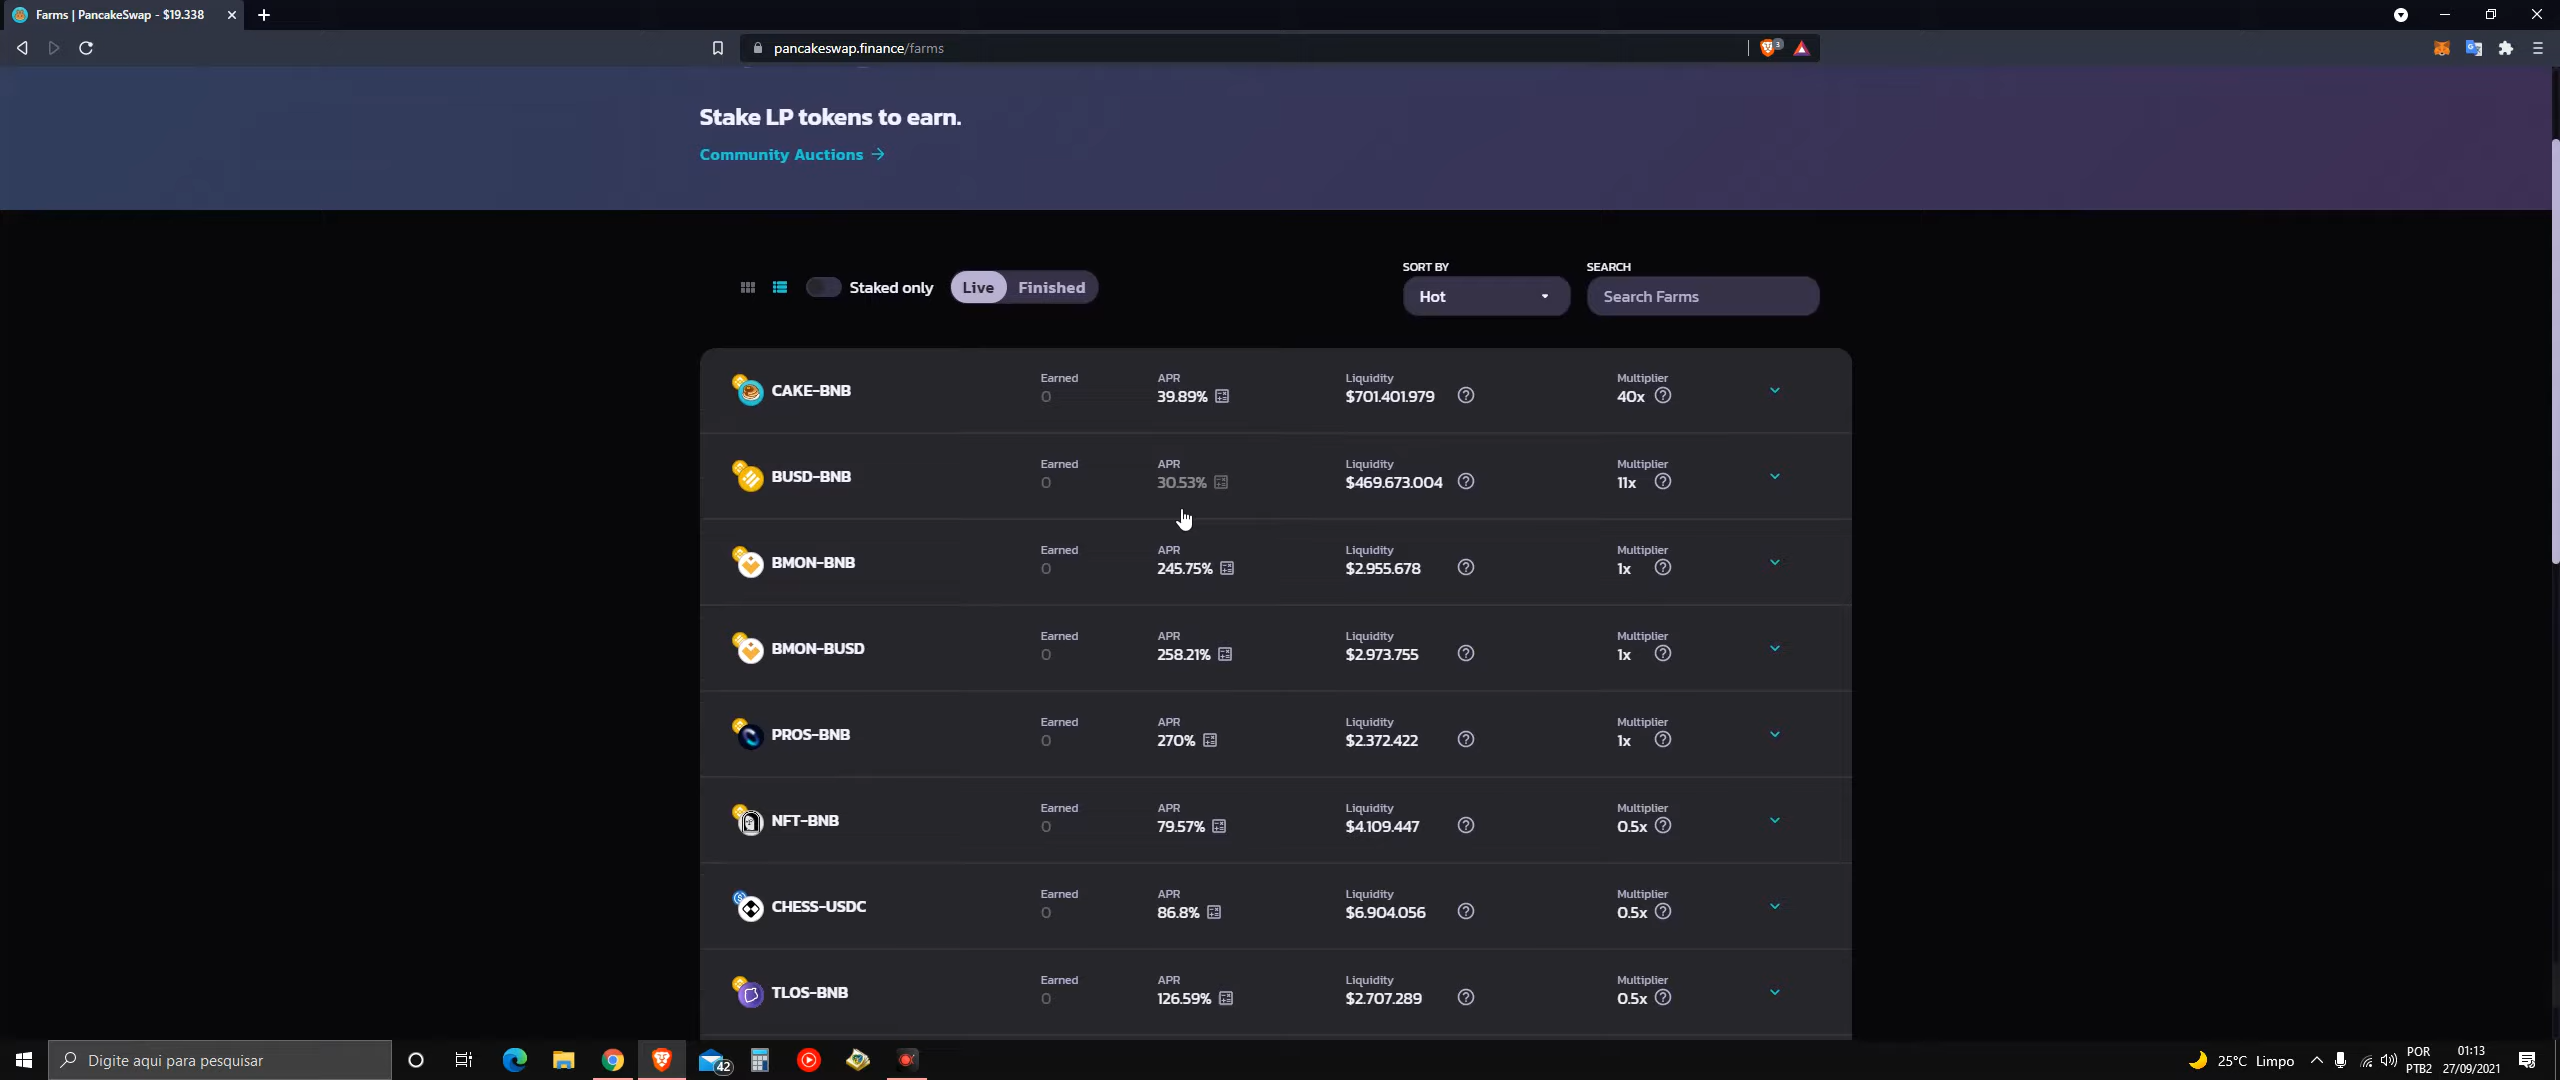 Farms | PancakeSwap - $19.338
pancakeswap.finance/farms
3
Stake LP tokens to earn.
Community Auctions
Staked only
Live
Finished
SORT BY
Hot
SEARCH
Search Farms
CAKE-BNB
Earned
0
APR
39.89%
Liquidity
$701.401.979
Multiplier
40x
BUSD-BNB
Earned
0
APR
30.53%
Liquidity
$469.673.004
Multiplier
11x
BMON-BNB
Earned
0
APR
245.75%
Liquidity
$2.955.678
Multiplier
1x
BMON-BUSD
Earned
0
APR
258.21%
Liquidity
$2.973.755
Multiplier
1x
PROS-BNB
Earned
0
APR
270%
Liquidity
$2.372.422
Multiplier
1x
NFT-BNB
Earned
0
APR
79.57%
Liquidity
$4.109.447
Multiplier
0.5x
CHESS-USDC
Earned
0
APR
86.8%
Liquidity
$6.904.056
Multiplier
0.5x
TLOS-BNB
Earned
0
APR
126.59%
Liquidity
$2.707.289
Multiplier
0.5x
Digite aqui para pesquisar
42
25°C Limpo
POR
PTB2
01:13
27/09/2021